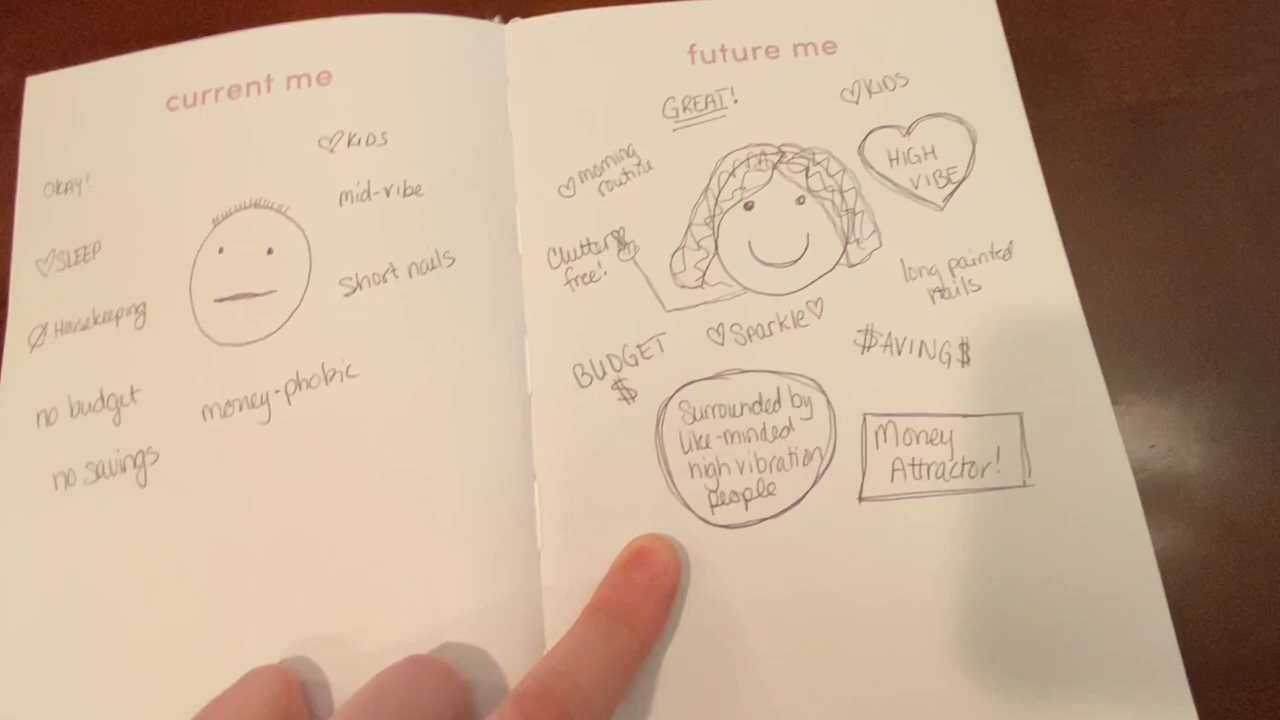 current me
♡KIDS
OKAY!
mid-vibe
♡SLEEP
short nails
Ø Housekeeping
money-phobic
no budget
no savings
future me
GREAT!
♡KIDS
♡morning
routine
HIGH
VIBE
Clutter
free!
long painted
nails
♡Sparkle♡
BUDGET
$
$AVING$
Surrounded by
like-minded
high vibration
people
Money
Attractor!